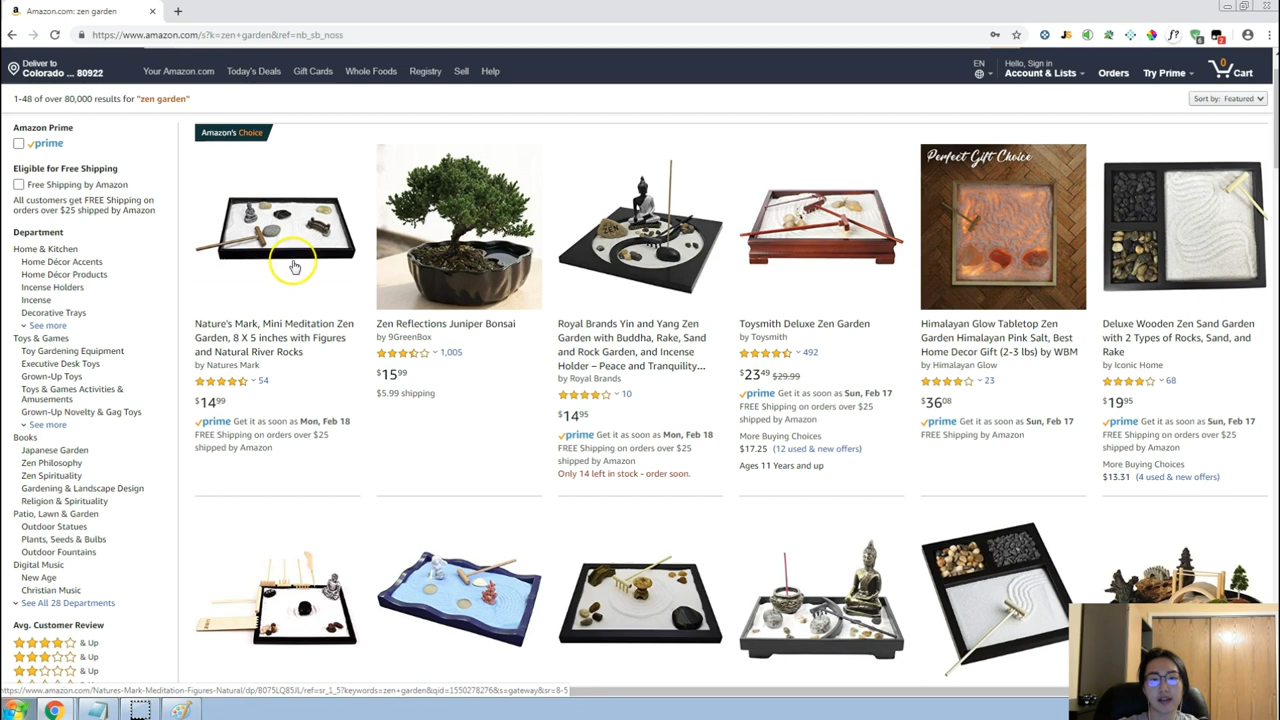 Amazon.com: zen garden
https://www.amazon.com/s?k=zen+garden&ref=nb_sb_noss
Deliver to
Colorado ... 80922
Your Amazon.com
Today's Deals
Gift Cards
Whole Foods
Registry
Sell
Help
EN
Hello, Sign in
Account & Lists
Orders
Try Prime
0
Cart
1-48 of over 80,000 results for "zen garden"
Sort by: Featured
Amazon Prime
prime
Eligible for Free Shipping
Free Shipping by Amazon
All customers get FREE Shipping on
orders over $25 shipped by Amazon
Department
Home & Kitchen
Home Décor Accents
Home Décor Products
Incense Holders
Incense
Decorative Trays
See more
Toys & Games
Toy Gardening Equipment
Executive Desk Toys
Grown-Up Toys
Toys & Games Activities &
Amusements
Grown-Up Novelty & Gag Toys
See more
Books
Japanese Garden
Zen Philosophy
Zen Spirituality
Gardening & Landscape Design
Religion & Spirituality
Patio, Lawn & Garden
Outdoor Statues
Plants, Seeds & Bulbs
Outdoor Fountains
Digital Music
New Age
Christian Music
See All 28 Departments
Avg. Customer Review
& Up
& Up
& Up
Amazon's Choice
Nature's Mark, Mini Meditation Zen
Garden, 8 X 5 inches with Figures
and Natural River Rocks
by Natures Mark
54
$14 99
prime Get it as soon as Mon, Feb 18
FREE Shipping on orders over $25
shipped by Amazon
Zen Reflections Juniper Bonsai
by 9GreenBox
1,005
$15 99
$5.99 shipping
Royal Brands Yin and Yang Zen
Garden with Buddha, Rake, Sand
and Rock Garden, and Incense
Holder – Peace and Tranquility...
by Royal Brands
10
$14 95
prime Get it as soon as Mon, Feb 18
FREE Shipping on orders over $25
shipped by Amazon
Only 14 left in stock - order soon.
Toysmith Deluxe Zen Garden
by Toysmith
492
$23 49 $29.99
prime Get it as soon as Sun, Feb 17
FREE Shipping on orders over $25
shipped by Amazon
More Buying Choices
$17.25 (12 used & new offers)
Ages 11 Years and up
Perfect Gift Choice
Himalayan Glow Tabletop Zen
Garden Himalayan Pink Salt, Best
Home Decor Gift (2-3 lbs) by WBM
by Himalayan Glow
23
$36 08
prime Get it as soon as Sun, Feb 17
FREE Shipping by Amazon
Deluxe Wooden Zen Sand Garden
with 2 Types of Rocks, Sand, and
Rake
by Iconic Home
68
$19 95
prime Get it as soon as Sun, Feb 17
FREE Shipping on orders over $25
shipped by Amazon
More Buying Choices
$13.31 (4 used & new offers)